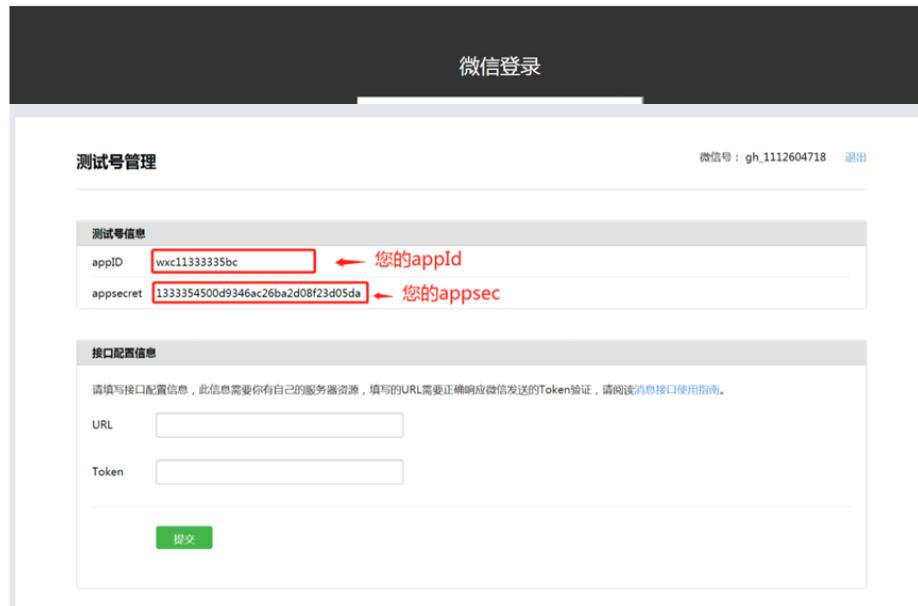 微信登录
测试号管理
微信号： gh_1112604718 退出
测试号信息
appID wxc11333335bc 您的appId
appsecret 1333354500d9346ac26ba2d08f23d05da 您的appsec
接口配置信息
请填写接口配置信息，此信息需要你有自己的服务器资源，填写的URL需要正确响应微信发送的Token验证，请阅读消息接口使用指南。
URL
Token
提交